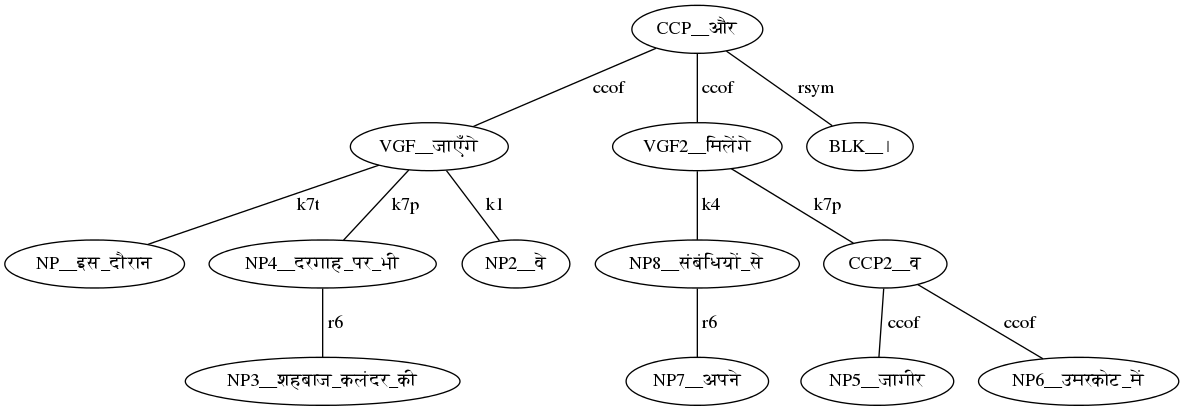 CCP__और
ccof ccof rsym
VGF__जाएँगे VGF2__मिलेंगे BLK__।
k7t k7p k1 k4 k7p
NP__इस_दौरान NP4__दरगाह_पर_भी NP2__वे NP8__संबंधियों_से CCP2__व
r6 r6 ccof ccof
NP3__शहबाज_कलंदर_की NP7__अपने NP5__जागीर NP6__उमरकोट_में